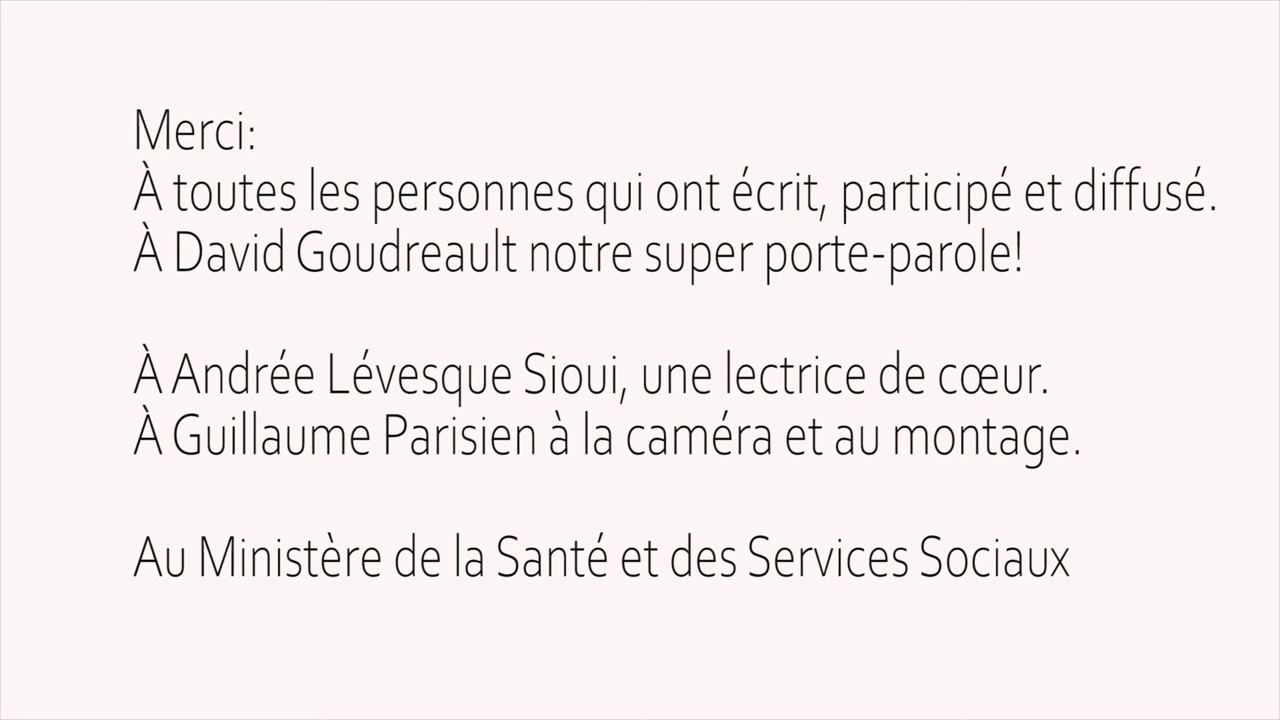 Merci:
À toutes les personnes qui ont écrit, participé et diffusé.
À David Goudreault notre super porte-parole!
À Andrée Lévesque Sioui, une lectrice de cœur.
À Guillaume Parisien à la caméra et au montage.
Au Ministère de la Santé et des Services Sociaux